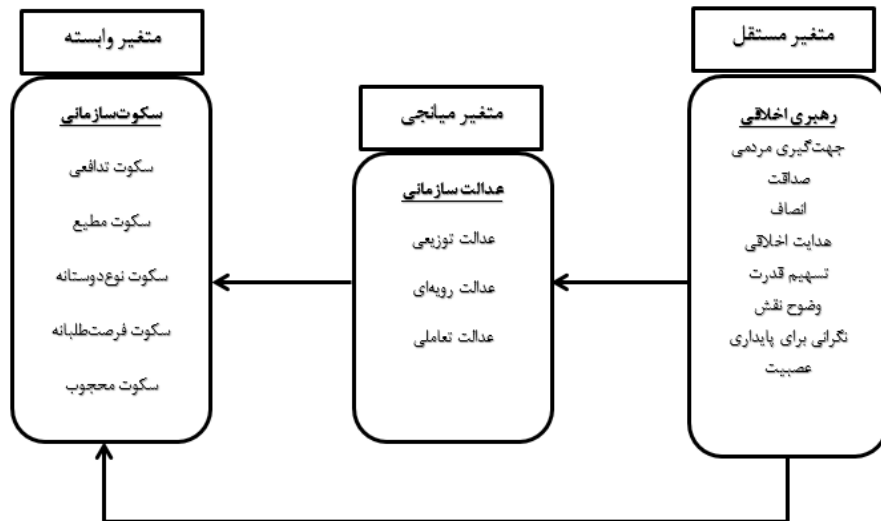 متغیر مستقل
رهبری اخلاقی
جهت‌گیری مردمی
صداقت
انصاف
هدایت اخلاقی
تسهیم قدرت
وضوح نقش
نگرانی برای پایداری
عصبیت
متغیر میانجی
عدالت سازمانی
عدالت توزیعی
عدالت رویه‌ای
عدالت تعاملی
متغیر وابسته
سکوت‌سازمانی
سکوت تدافعی
سکوت مطیع
سکوت نوع‌دوستانه
سکوت فرصت‌طلبانه
سکوت محجوب